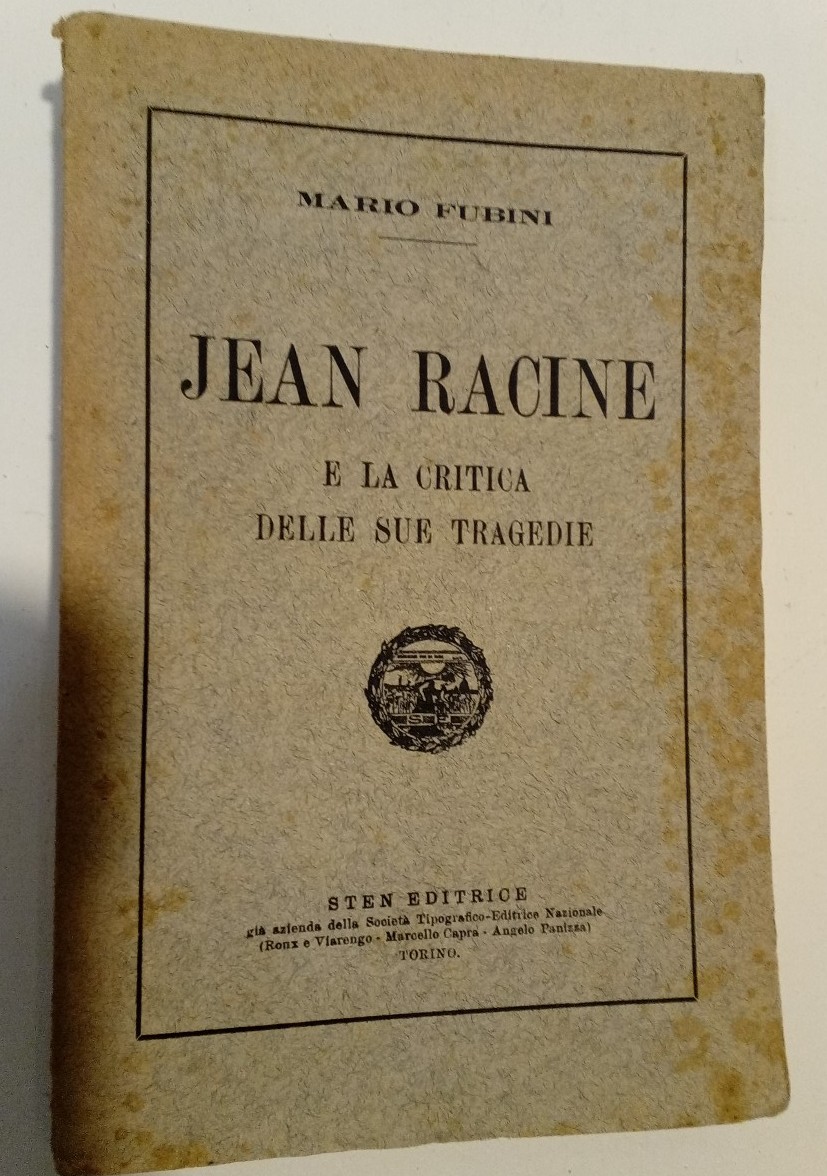 MARIO FUBINI
JEAN RACINE
E LA CRITICA
DELLE SUE TRAGEDIE
S E
STEN EDITRICE
già azienda della Società Tipografico-Editrice Nazionale
(Roux e Viarengo - Marcello Capra - Angelo Panizza)
TORINO.